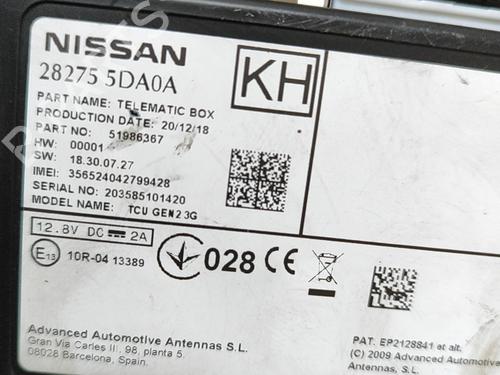 NISSAN
28275 5DA0A
KH
PART NAME: TELEMATIC BOX
PRODUCTION DATE: 20/12/18
PART NO: 51986367
HW: 00001
SW: 18.30.07.27
IMEI: 356524042799428
SERIAL NO: 203585101420
MODEL NAME: TCU GEN2 3G
12.8V DC 2A
E13 10R-04 13389
028 CE
Advanced Automotive Antennas S.L.
Gran Via Carles III, 98, planta 5.
08028 Barcelona, Spain.
PAT. EP2128841 et alt.
(C) 2009 Advanced Automotive
Antennas S.L.